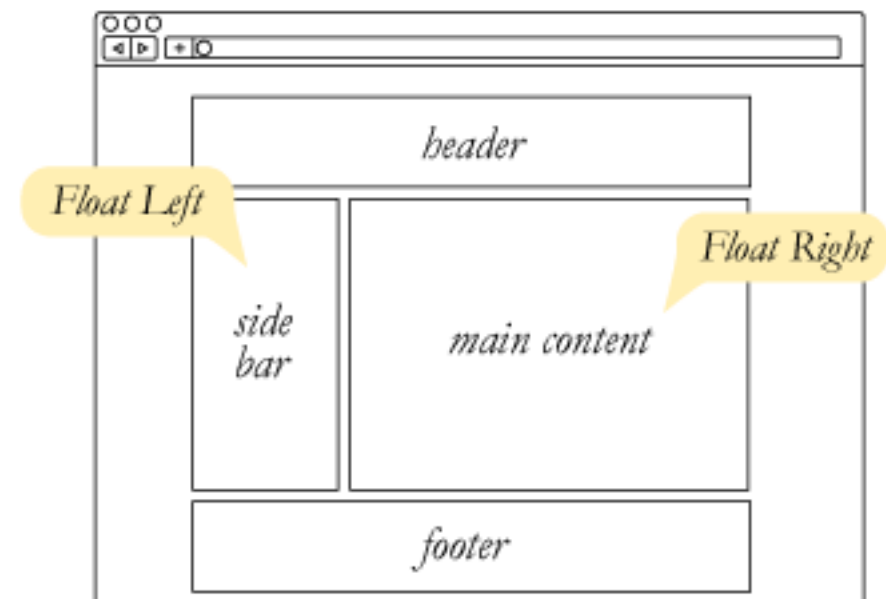 header
Float Left
Float Right
side
bar
main content
footer